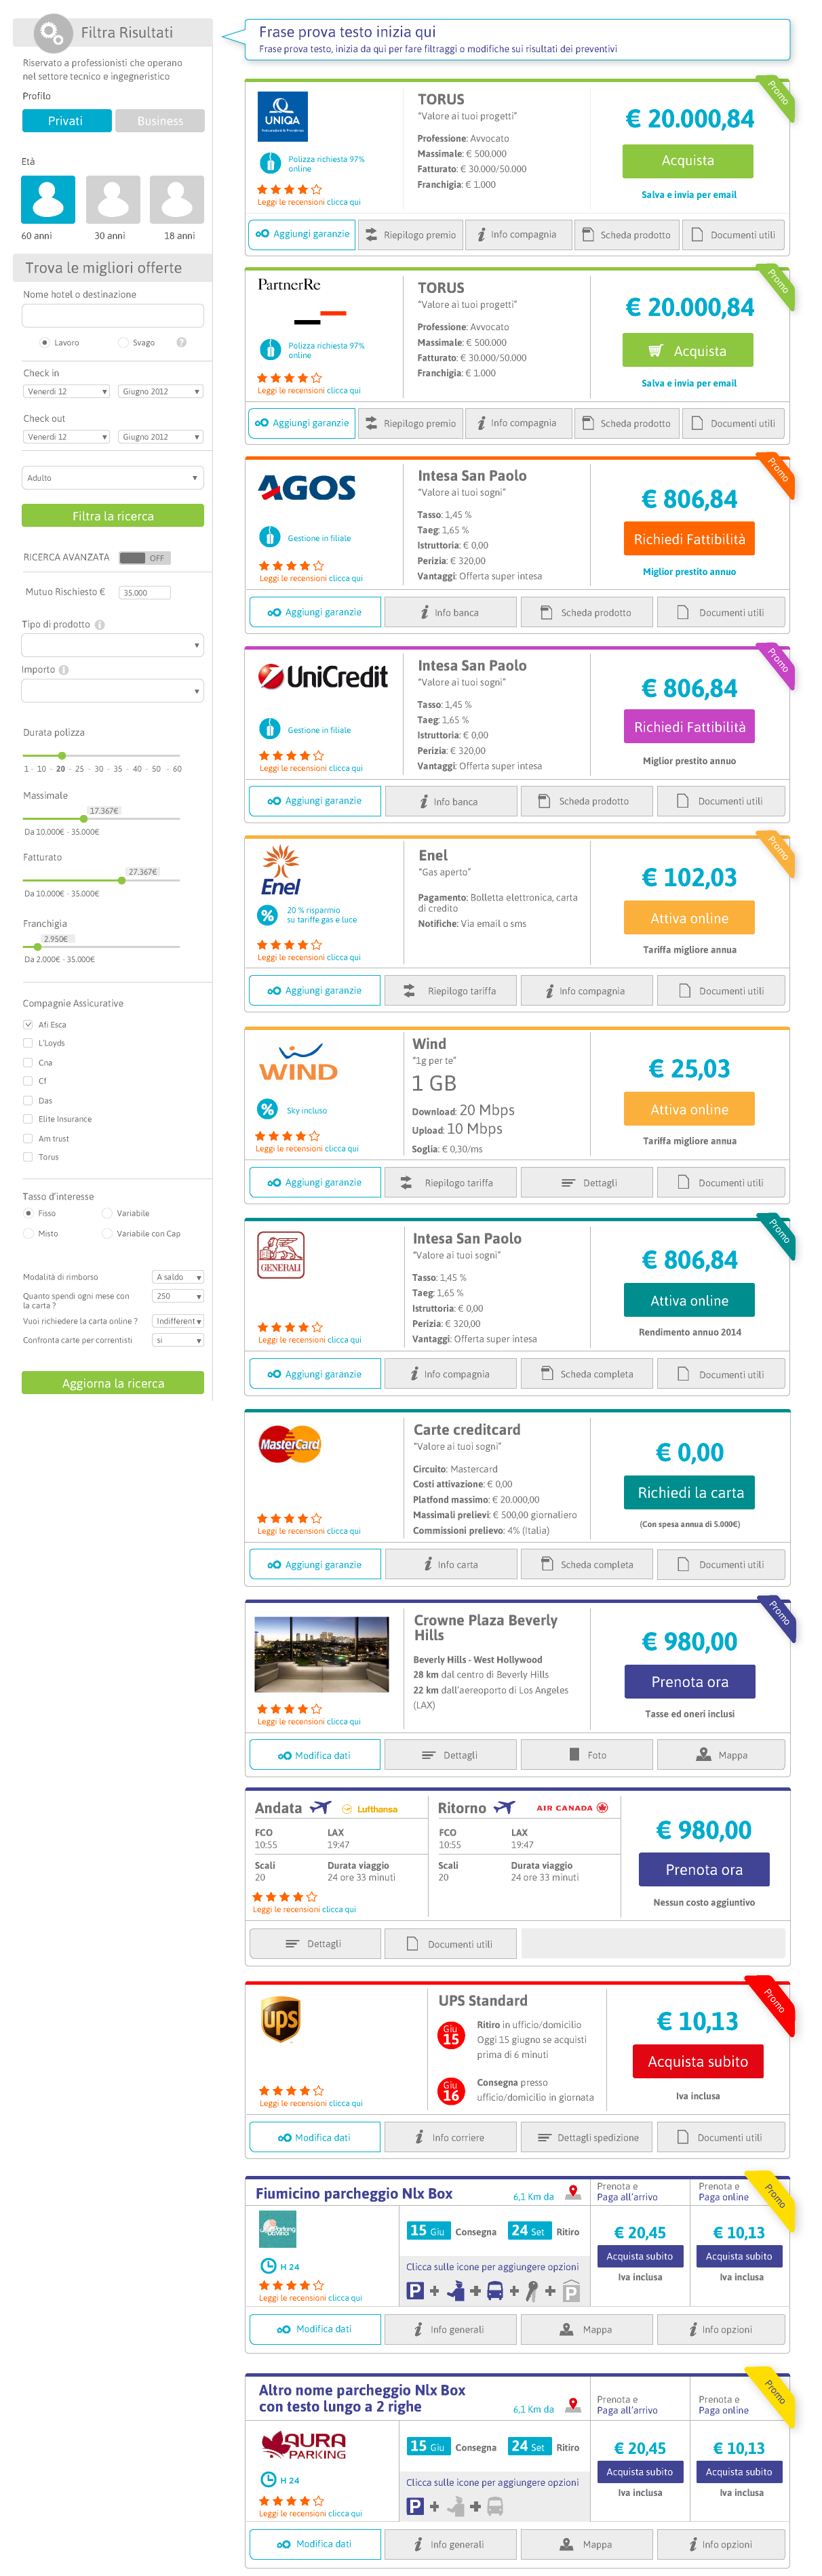 Filtra Risultati
Riservato a professionisti che operano
nel settore tecnico e ingegneristico
Profilo
Privati
Business
Età
60 anni
30 anni
18 anni
Trova le migliori offerte
Nome hotel o destinazione
Lavoro
Svago
?
Check in
Venerdi 12
Giugno 2012
Check out
Venerdi 12
Giugno 2012
Adulto
Filtra la ricerca
RICERCA AVANZATA
OFF
Mutuo Rischiesto €
35.000
Tipo di prodotto
Importo
Durata polizza
1 - 10 - 20 - 25 - 30 - 35 - 40 - 50 - 60
Massimale
17.367€
Da 10.000€ - 35.000€
Fatturato
27.367€
Da 10.000€ - 35.000€
Franchigia
2.950€
Da 2.000€ - 35.000€
Compagnie Assicurative
Afi Esca
L'Loyds
Cna
Cf
Das
Elite Insurance
Am trust
Torus
Tasso d'interesse
Fisso
Variabile
Misto
Variabile con Cap
Modalità di rimborso
A saldo
Quanto spendi ogni mese con
la carta ?
250
Vuoi richiedere la carta online ?
Indifferent
Confronta carte per correntisti
si
Aggiorna la ricerca
Frase prova testo inizia qui
Frase prova testo, inizia da qui per fare filtraggi o modifiche sui risultati dei preventivi
UNIQA
Polizza richiesta 97%
online
Leggi le recensioni clicca qui
TORUS
"Valore ai tuoi progetti"
Professione: Avvocato
Massimale: € 500.000
Fatturato: € 30.000/50.000
Franchigia: € 1.000
Promo
€ 20.000,84
Acquista
Salva e invia per email
Aggiungi garanzie
Riepilogo premio
Info compagnia
Scheda prodotto
Documenti utili
PartnerRe
Polizza richiesta 97%
online
Leggi le recensioni clicca qui
TORUS
"Valore ai tuoi progetti"
Professione: Avvocato
Massimale: € 500.000
Fatturato: € 30.000/50.000
Franchigia: € 1.000
Promo
€ 20.000,84
Acquista
Salva e invia per email
Aggiungi garanzie
Riepilogo premio
Info compagnia
Scheda prodotto
Documenti utili
AGOS
Gestione in filiale
Leggi le recensioni clicca qui
Intesa San Paolo
"Valore ai tuoi sogni"
Tasso: 1,45 %
Taeg: 1,65 %
Istruttoria: € 0,00
Perizia: € 320,00
Vantaggi: Offerta super intesa
Promo
€ 806,84
Richiedi Fattibilità
Miglior prestito annuo
Aggiungi garanzie
Info banca
Scheda prodotto
Documenti utili
UniCredit
Gestione in filiale
Leggi le recensioni clicca qui
Intesa San Paolo
"Valore ai tuoi sogni"
Tasso: 1,45 %
Taeg: 1,65 %
Istruttoria: € 0,00
Perizia: € 320,00
Vantaggi: Offerta super intesa
Promo
€ 806,84
Richiedi Fattibilità
Miglior prestito annuo
Aggiungi garanzie
Info banca
Scheda prodotto
Documenti utili
Enel
%
20 % risparmio
su tariffe gas e luce
Leggi le recensioni clicca qui
Enel
"Gas aperto"
Pagamento: Bolletta elettronica, carta
di credito
Notifiche: Via email o sms
Promo
€ 102,03
Attiva online
Tariffa migliore annua
Aggiungi garanzie
Riepilogo tariffa
Info compagnia
Documenti utili
WIND
%
Sky incluso
Leggi le recensioni clicca qui
Wind
"1g per te"
1 GB
Download: 20 Mbps
Upload: 10 Mbps
Soglia: € 0,30/ms
€ 25,03
Attiva online
Tariffa migliore annua
Aggiungi garanzie
Riepilogo tariffa
Dettagli
Documenti utili
GENERALI
Leggi le recensioni clicca qui
Intesa San Paolo
"Valore ai tuoi sogni"
Tasso: 1,45 %
Taeg: 1,65 %
Istruttoria: € 0,00
Perizia: € 320,00
Vantaggi: Offerta super intesa
Promo
€ 806,84
Attiva online
Rendimento annuo 2014
Aggiungi garanzie
Info compagnia
Scheda completa
Documenti utili
MasterCard
Leggi le recensioni clicca qui
Carte creditcard
"Valore ai tuoi sogni"
Circuito: Mastercard
Costi attivazione: € 0,00
Platfond massimo: € 20.000,00
Massimali prelievi: € 500,00 giornaliero
Commissioni prelievo: 4% (Italia)
€ 0,00
Richiedi la carta
(Con spesa annua di 5.000€)
Aggiungi garanzie
Info carta
Scheda completa
Documenti utili
Leggi le recensioni clicca qui
Crowne Plaza Beverly
Hills
Beverly Hills - West Hollywood
28 km dal centro di Beverly Hills
22 km dall'aereoporto di Los Angeles
(LAX)
Promo
€ 980,00
Prenota ora
Tasse ed oneri inclusi
Modifica dati
Dettagli
Foto
Mappa
Andata
Lufthansa
FCO
LAX
10:55
19:47
Scali
Durata viaggio
20
24 ore 33 minuti
Leggi le recensioni clicca qui
Ritorno
AIR CANADA
FCO
LAX
10:55
19:47
Scali
Durata viaggio
20
24 ore 33 minuti
€ 980,00
Prenota ora
Nessun costo aggiuntivo
Dettagli
Documenti utili
ups
Leggi le recensioni clicca qui
UPS Standard
Giu
15
Ritiro in ufficio/domicilio
Oggi 15 giugno se acquisti
prima di 6 minuti
Giu
16
Consegna presso
ufficio/domicilio in giornata
Promo
€ 10,13
Acquista subito
Iva inclusa
Modifica dati
Info corriere
Dettagli spedizione
Documenti utili
Fiumicino parcheggio Nlx Box
6,1 Km da
Prenota e
Paga all'arrivo
Prenota e
Paga online
Promo
H 24
Leggi le recensioni clicca qui
15 Giu
Consegna
24 Set
Ritiro
Clicca sulle icone per aggiungere opzioni
P + + + + P
€ 20,45
Acquista subito
Iva inclusa
€ 10,13
Acquista subito
Iva inclusa
Modifica dati
Info generali
Mappa
Info opzioni
Altro nome parcheggio Nlx Box
con testo lungo a 2 righe
6,1 Km da
Prenota e
Paga all'arrivo
Prenota e
Paga online
Promo
AURA
PARKING
H 24
Leggi le recensioni clicca qui
15 Giu
Consegna
24 Set
Ritiro
Clicca sulle icone per aggiungere opzioni
P + +
€ 20,45
Acquista subito
Iva inclusa
€ 10,13
Acquista subito
Iva inclusa
Modifica dati
Info generali
Mappa
Info opzioni